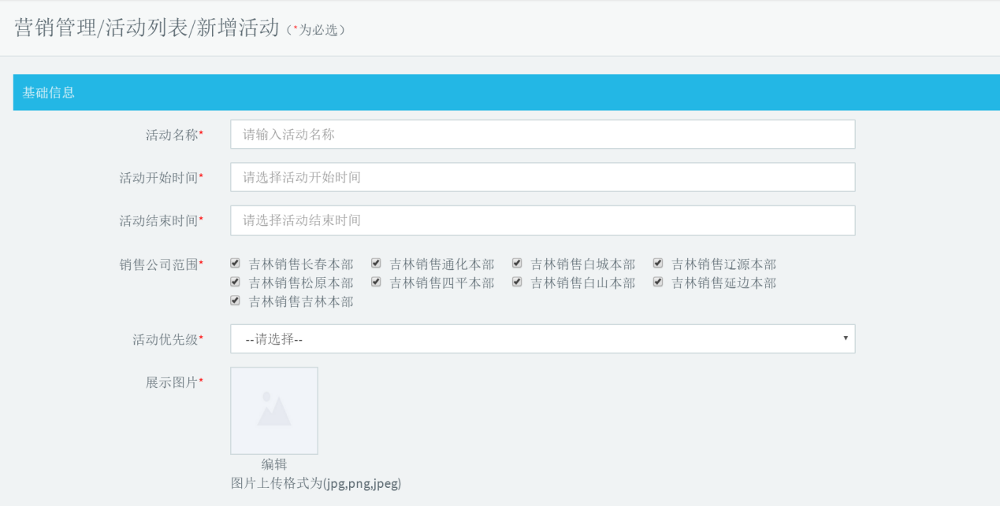 营销管理/活动列表/新增活动（*为必选）
基础信息
活动名称* 请输入活动名称
活动开始时间* 请选择活动开始时间
活动结束时间* 请选择活动结束时间
销售公司范围* 吉林销售长春本部 吉林销售通化本部 吉林销售白城本部 吉林销售辽源本部
吉林销售松原本部 吉林销售四平本部 吉林销售白山本部 吉林销售延边本部
吉林销售吉林本部
活动优先级* --请选择--
展示图片*
编辑
图片上传格式为(jpg,png,jpeg)